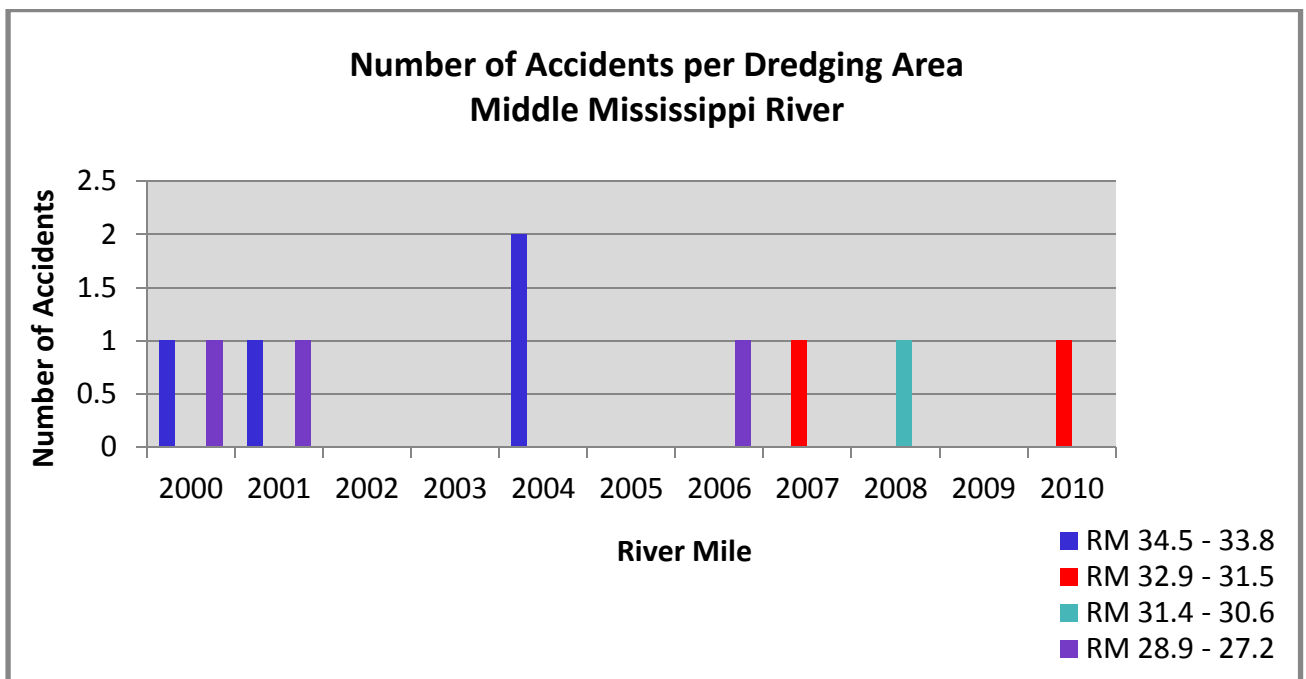 Number of Accidents per Dredging Area
Middle Mississippi River
Number of Accidents
2.5
2
1.5
1
0.5
0
2000 2001 2002 2003 2004 2005 2006 2007 2008 2009 2010
River Mile
RM 34.5 - 33.8
RM 32.9 - 31.5
RM 31.4 - 30.6
RM 28.9 - 27.2